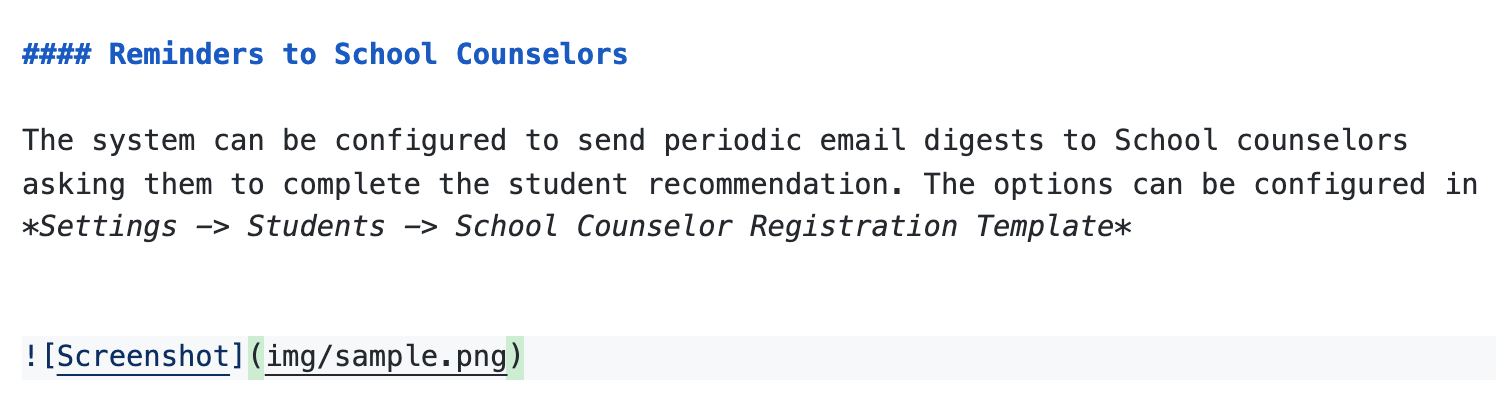 #### Reminders to School Counselors
The system can be configured to send periodic email digests to School counselors
asking them to complete the student recommendation. The options can be configured in
*Settings -> Students -> School Counselor Registration Template*
![Screenshot](img/sample.png)